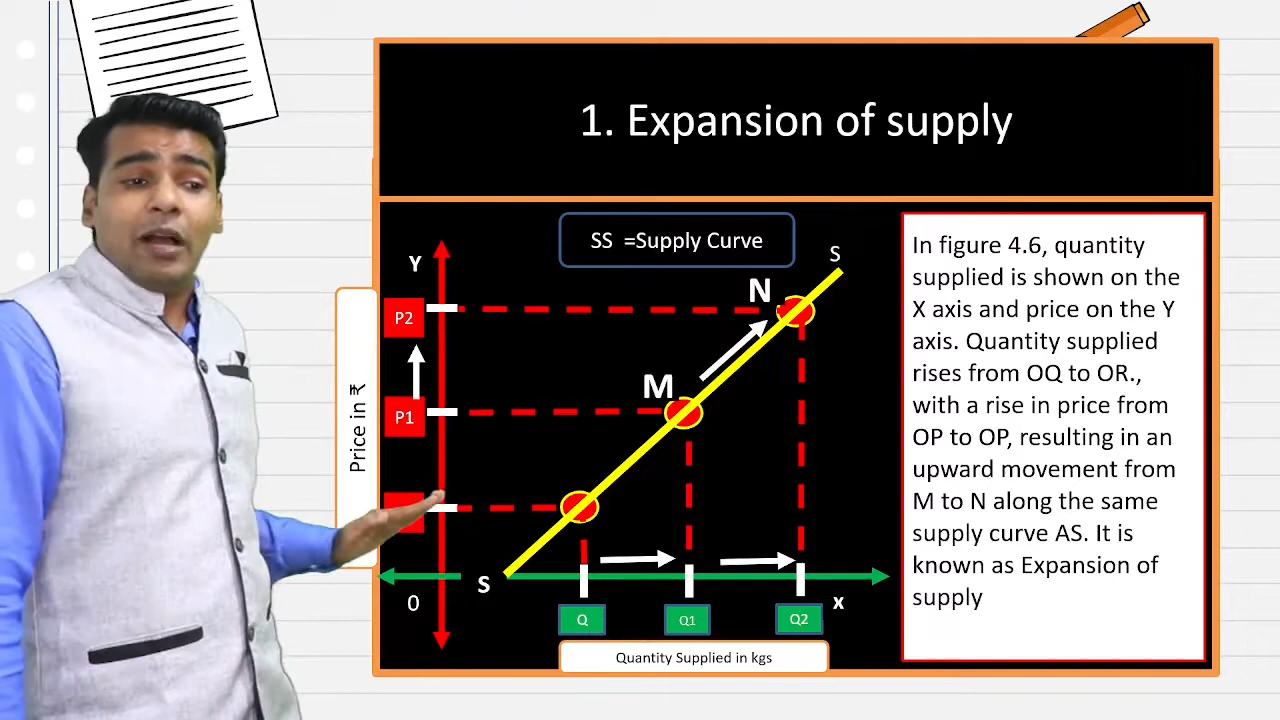 1. Expansion of supply
SS =Supply Curve
S
Y
N
P2
M
P1
Price in ₹
S
0
x
Q
Q1
Q2
Quantity Supplied in kgs
In figure 4.6, quantity
supplied is shown on the
X axis and price on the Y
axis. Quantity supplied
rises from OQ to OR.,
with a rise in price from
OP to OP, resulting in an
upward movement from
M to N along the same
supply curve AS. It is
known as Expansion of
supply